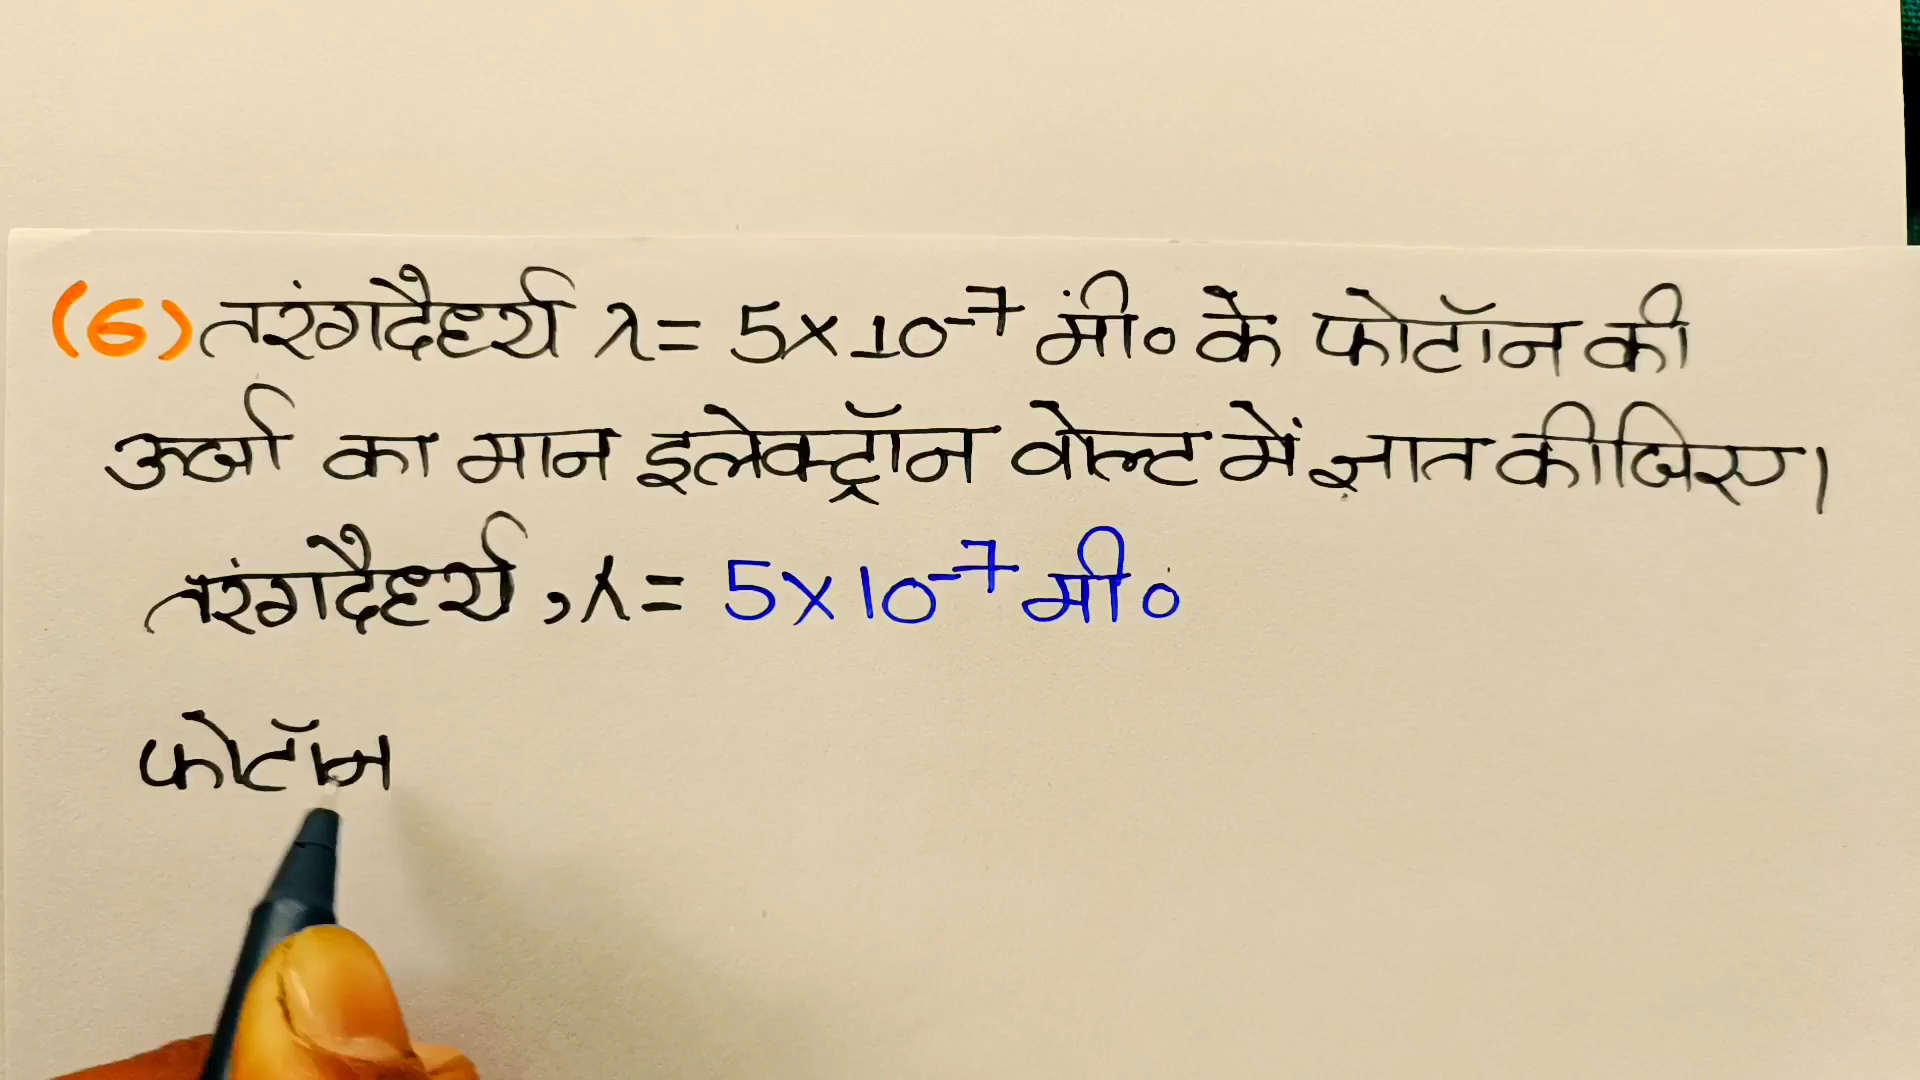 (6) तरंगदैर्ध्य λ = 5×10⁻⁷ मी० के फोटॉन की
ऊर्जा का मान इलेक्ट्रॉन वोल्ट में ज्ञात कीजिए।
तरंगदैर्ध्य, λ = 5×10⁻⁷ मी०
फोटॉन